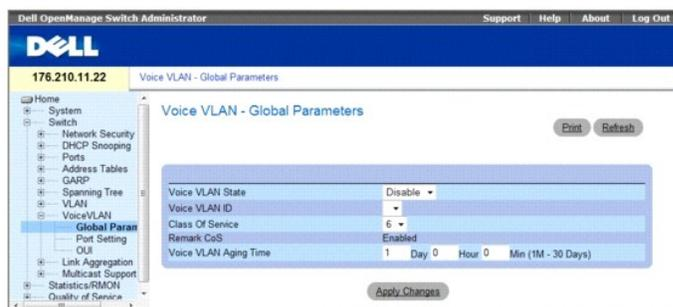 Dell OpenManage Switch Administrator
Support Help About Log Out
DELL
176.210.11.22
Voice VLAN - Global Parameters
Home
System
Switch
Network Security
DHCP Snooping
Ports
Address Tables
GARP
Spanning Tree
VLAN
VoiceVLAN
Global Param
Port Setting
OUI
Link Aggregation
Multicast Support
Statistics/RMON
Quality of Service
Voice VLAN - Global Parameters
Print Refresh
Voice VLAN State Disable
Voice VLAN ID
Class Of Service 6
Remark CoS Enabled
Voice VLAN Aging Time 1 Day 0 Hour 0 Min (1M - 30 Days)
Apply Changes